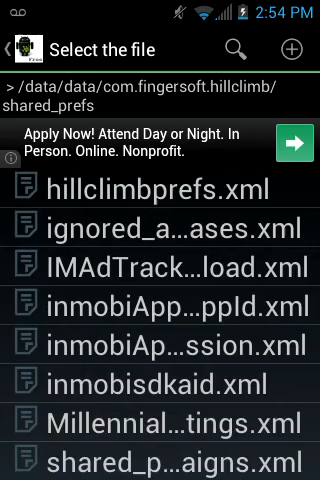 2:54 PM
Select the file
> /data/data/com.fingersoft.hillclimb/
shared_prefs
Apply Now! Attend Day or Night. In
Person. Online. Nonprofit.
hillclimbprefs.xml
ignored_a...ases.xml
IMAdTrack...load.xml
inmobiApp...ppId.xml
inmobiAp...ssion.xml
inmobisdkaid.xml
Millennial...tings.xml
shared_p...aigns.xml